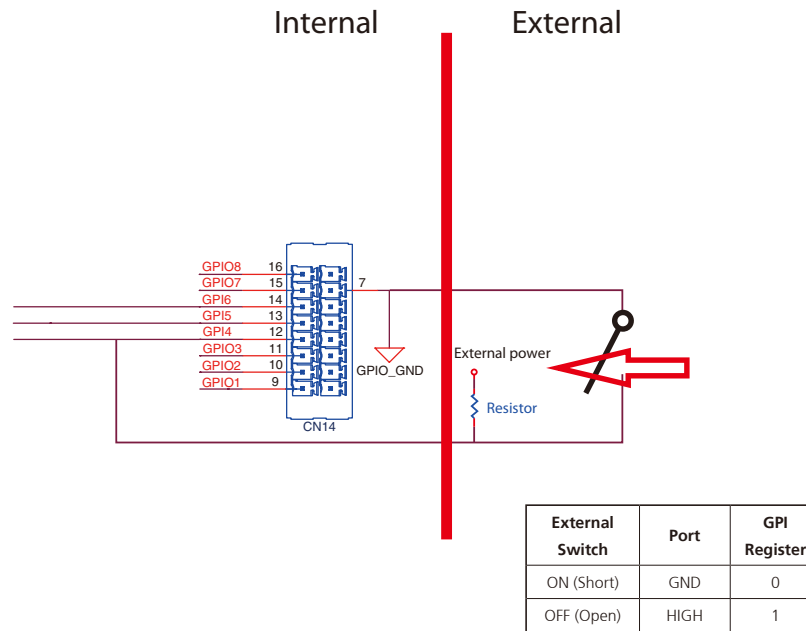 Internal External
GPIO8 16
GPIO7 15 7
GPI6 14
GPI5 13
GPI4 12
GPIO3 11
GPIO2 10
GPIO1 9
GPIO_GND
CN14
External power
Resistor
External Switch Port GPI Register
ON (Short) GND 0
OFF (Open) HIGH 1